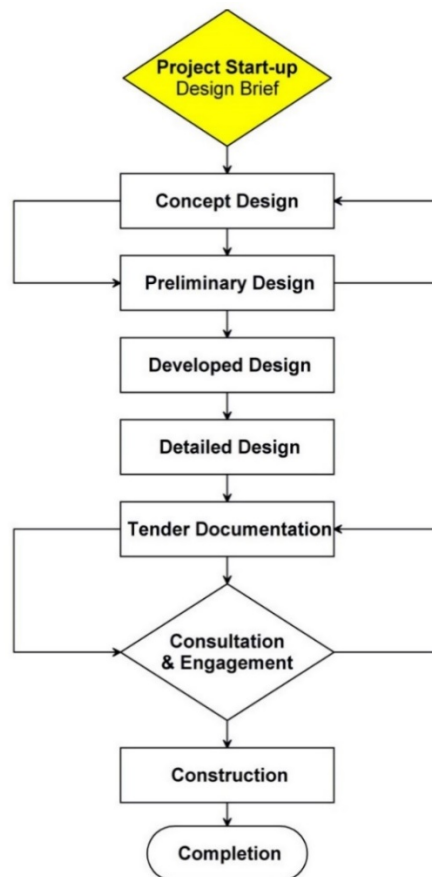 Project Start-up
Design Brief
Concept Design
Preliminary Design
Developed Design
Detailed Design
Tender Documentation
Consultation
& Engagement
Construction
Completion